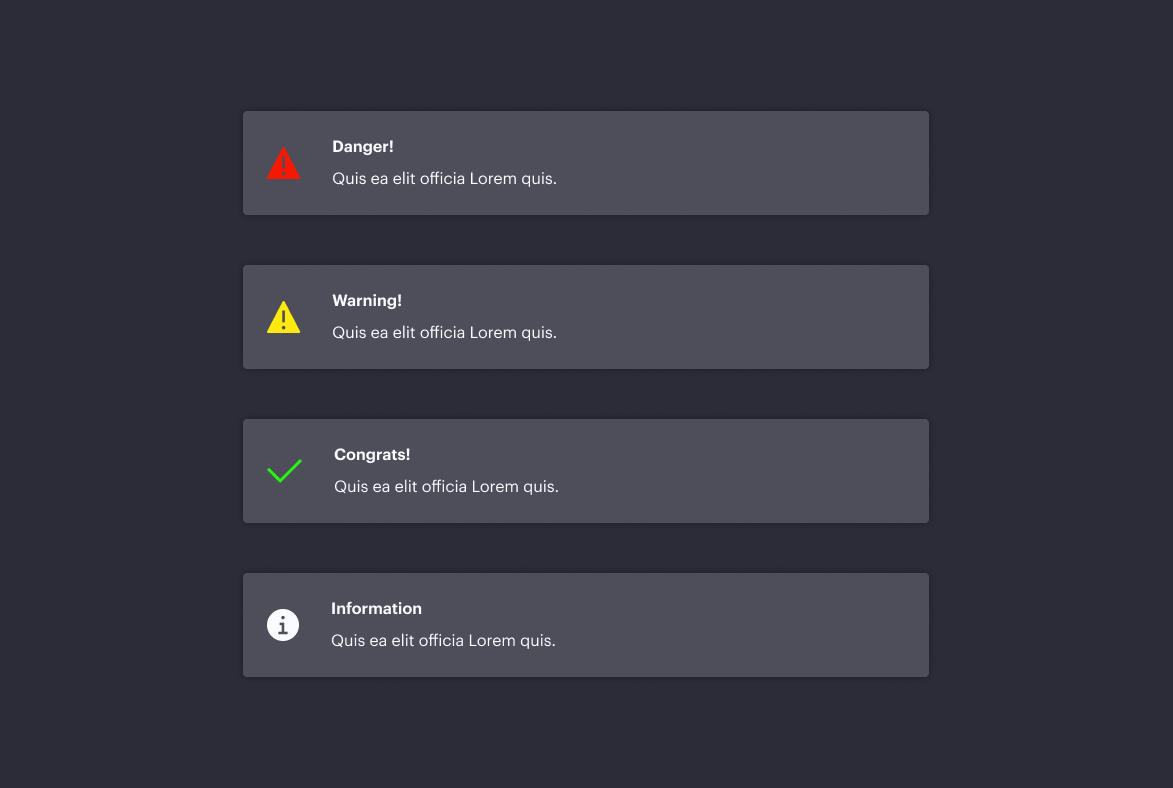 Danger!
Quis ea elit officia Lorem quis.
Warning!
Quis ea elit officia Lorem quis.
Congrats!
Quis ea elit officia Lorem quis.
Information
Quis ea elit officia Lorem quis.